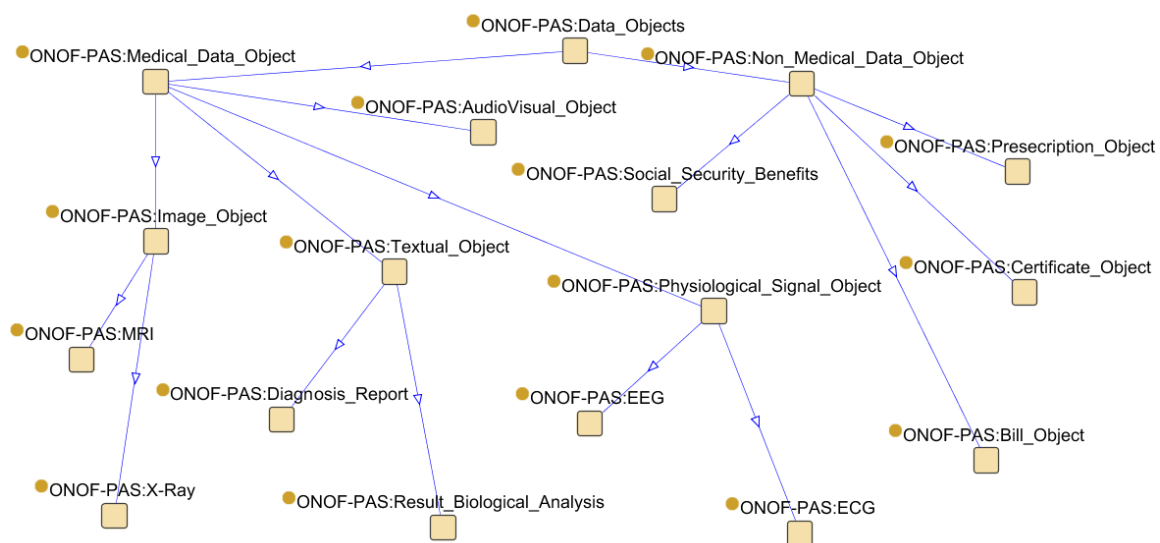 ONOF-PAS:Data_Objects
ONOF-PAS:Medical_Data_Object
ONOF-PAS:Non_Medical_Data_Object
ONOF-PAS:AudioVisual_Object
ONOF-PAS:Presecription_Object
ONOF-PAS:Social_Security_Benefits
ONOF-PAS:Image_Object
ONOF-PAS:Textual_Object
ONOF-PAS:Certificate_Object
ONOF-PAS:Physiological_Signal_Object
ONOF-PAS:MRI
ONOF-PAS:Diagnosis_Report
ONOF-PAS:EEG
ONOF-PAS:Bill_Object
ONOF-PAS:X-Ray
ONOF-PAS:Result_Biological_Analysis
ONOF-PAS:ECG